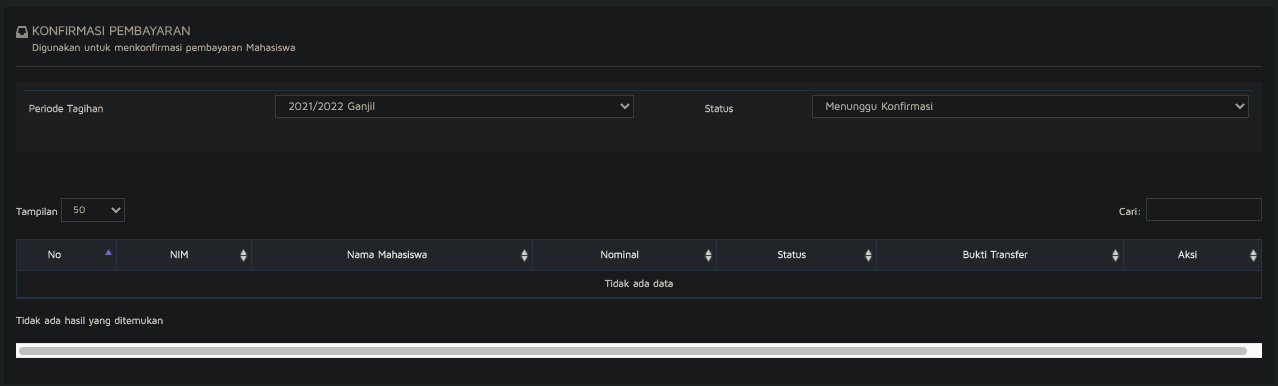 KONFIRMASI PEMBAYARAN
Digunakan untuk menkonfirmasi pembayaran Mahasiswa
Periode Tagihan 2021/2022 Ganjil Status Menunggu Konfirmasi
Tampilan 50 Cari:
No NIM Nama Mahasiswa Nominal Status Bukti Transfer Aksi
Tidak ada data
Tidak ada hasil yang ditemukan